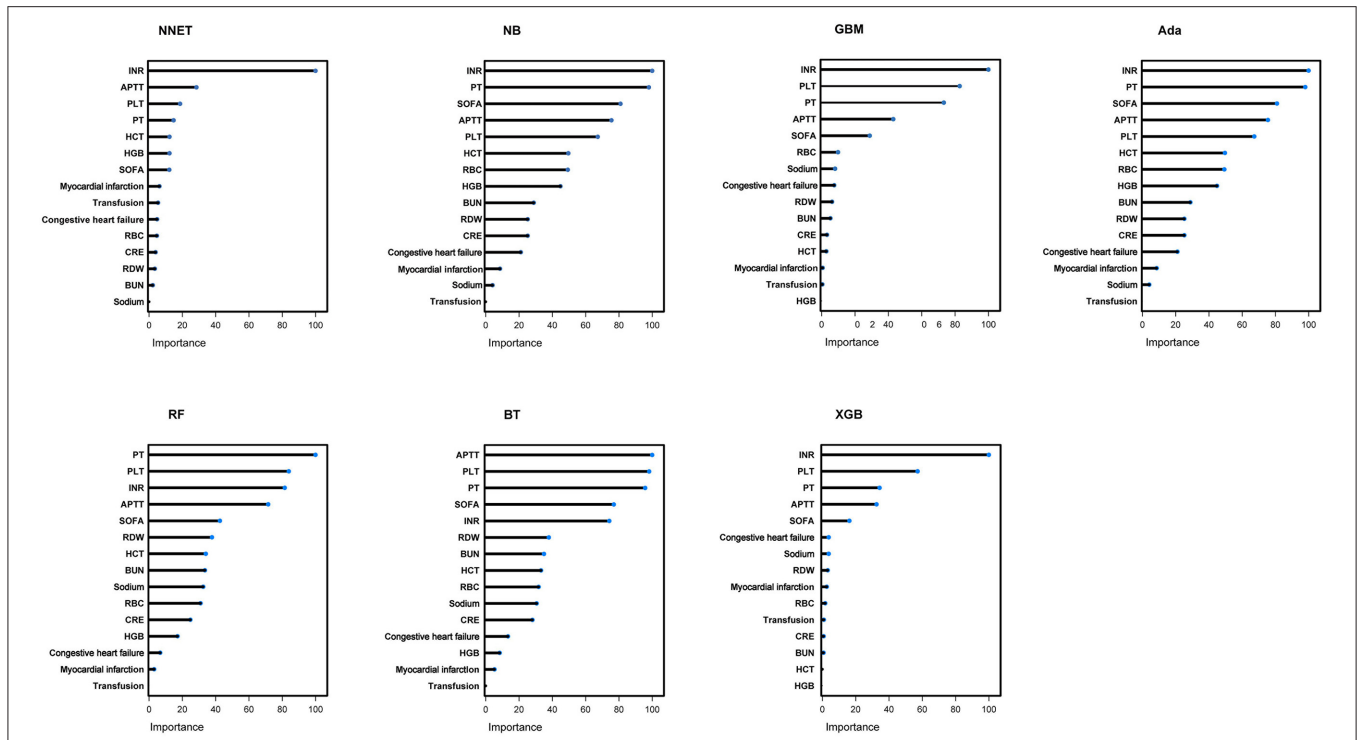 NNET
INR
APTT
PLT
PT
HCT
HGB
SOFA
Myocardial infarction
Transfusion
Congestive heart failure
RBC
CRE
RDW
BUN
Sodium
0 20 40 60 80 100
Importance
NB
INR
PT
SOFA
APTT
PLT
HCT
RBC
HGB
BUN
RDW
CRE
Congestive heart failure
Myocardial infarction
Sodium
Transfusion
0 20 40 60 80 100
Importance
GBM
INR
PLT
PT
APTT
SOFA
RBC
Sodium
Congestive heart failure
RDW
BUN
CRE
HCT
Myocardial infarction
Transfusion
HGB
0 0 2 40 0 6 80 100
Importance
Ada
INR
PT
SOFA
APTT
PLT
HCT
RBC
HGB
BUN
RDW
CRE
Congestive heart failure
Myocardial infarction
Sodium
Transfusion
0 20 40 60 80 100
Importance
RF
PT
PLT
INR
APTT
SOFA
RDW
HCT
BUN
Sodium
RBC
CRE
HGB
Congestive heart failure
Myocardial infarction
Transfusion
0 20 40 60 80 100
Importance
BT
APTT
PLT
PT
SOFA
INR
RDW
BUN
HCT
RBC
Sodium
CRE
Congestive heart failure
HGB
Myocardial infarction
Transfusion
0 20 40 60 80 100
Importance
XGB
INR
PLT
PT
APTT
SOFA
Congestive heart failure
Sodium
RDW
Myocardial infarction
RBC
Transfusion
CRE
BUN
HCT
HGB
0 20 40 60 80 100
Importance